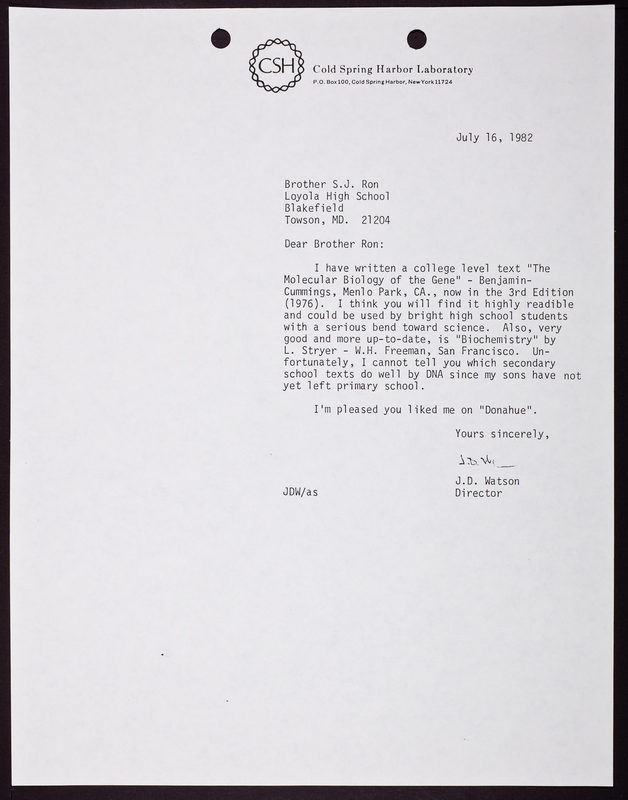 CSH
Cold Spring Harbor Laboratory
P.O. Box 100, Cold Spring Harbor, New York 11724
July 16, 1982
Brother S.J. Ron
Loyola High School
Blakefield
Towson, MD. 21204
Dear Brother Ron:
I have written a college level text "The
Molecular Biology of the Gene" - Benjamin-
Cummings, Menlo Park, CA., now in the 3rd Edition
(1976). I think you will find it highly readible
and could be used by bright high school students
with a serious bend toward science. Also, very
good and more up-to-date, is "Biochemistry" by
L. Stryer - W.H. Freeman, San Francisco. Un-
fortunately, I cannot tell you which secondary
school texts do well by DNA since my sons have not
yet left primary school.
I'm pleased you liked me on "Donahue".
Yours sincerely,
J.D. Watson
JDW/as Director